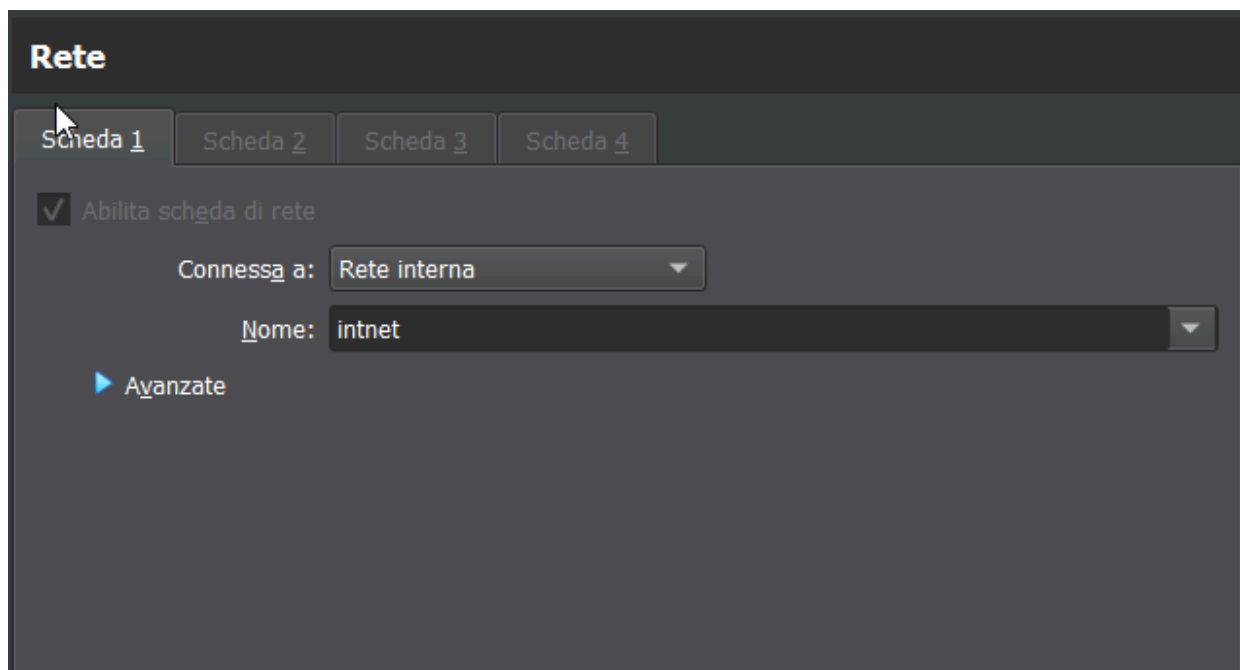 Rete
Scheda 1 Scheda 2 Scheda 3 Scheda 4
Abilita scheda di rete
Connessa a: Rete interna
Nome: intnet
Avanzate